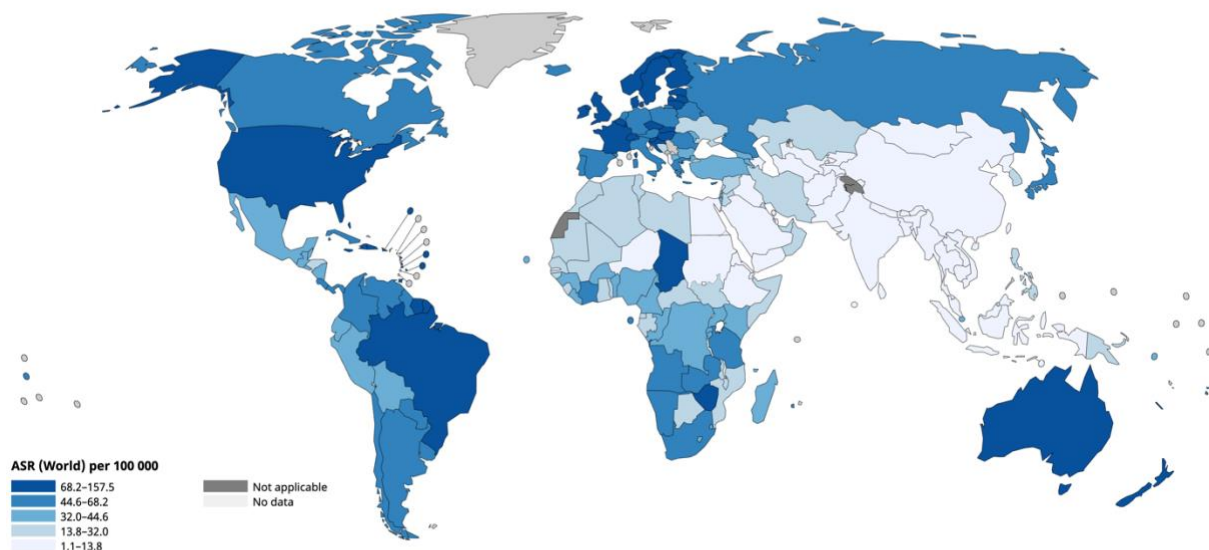 ASR (World) per 100 000
68.2–157.5
44.6–68.2
32.0–44.6
13.8–32.0
1.1–13.8
Not applicable
No data